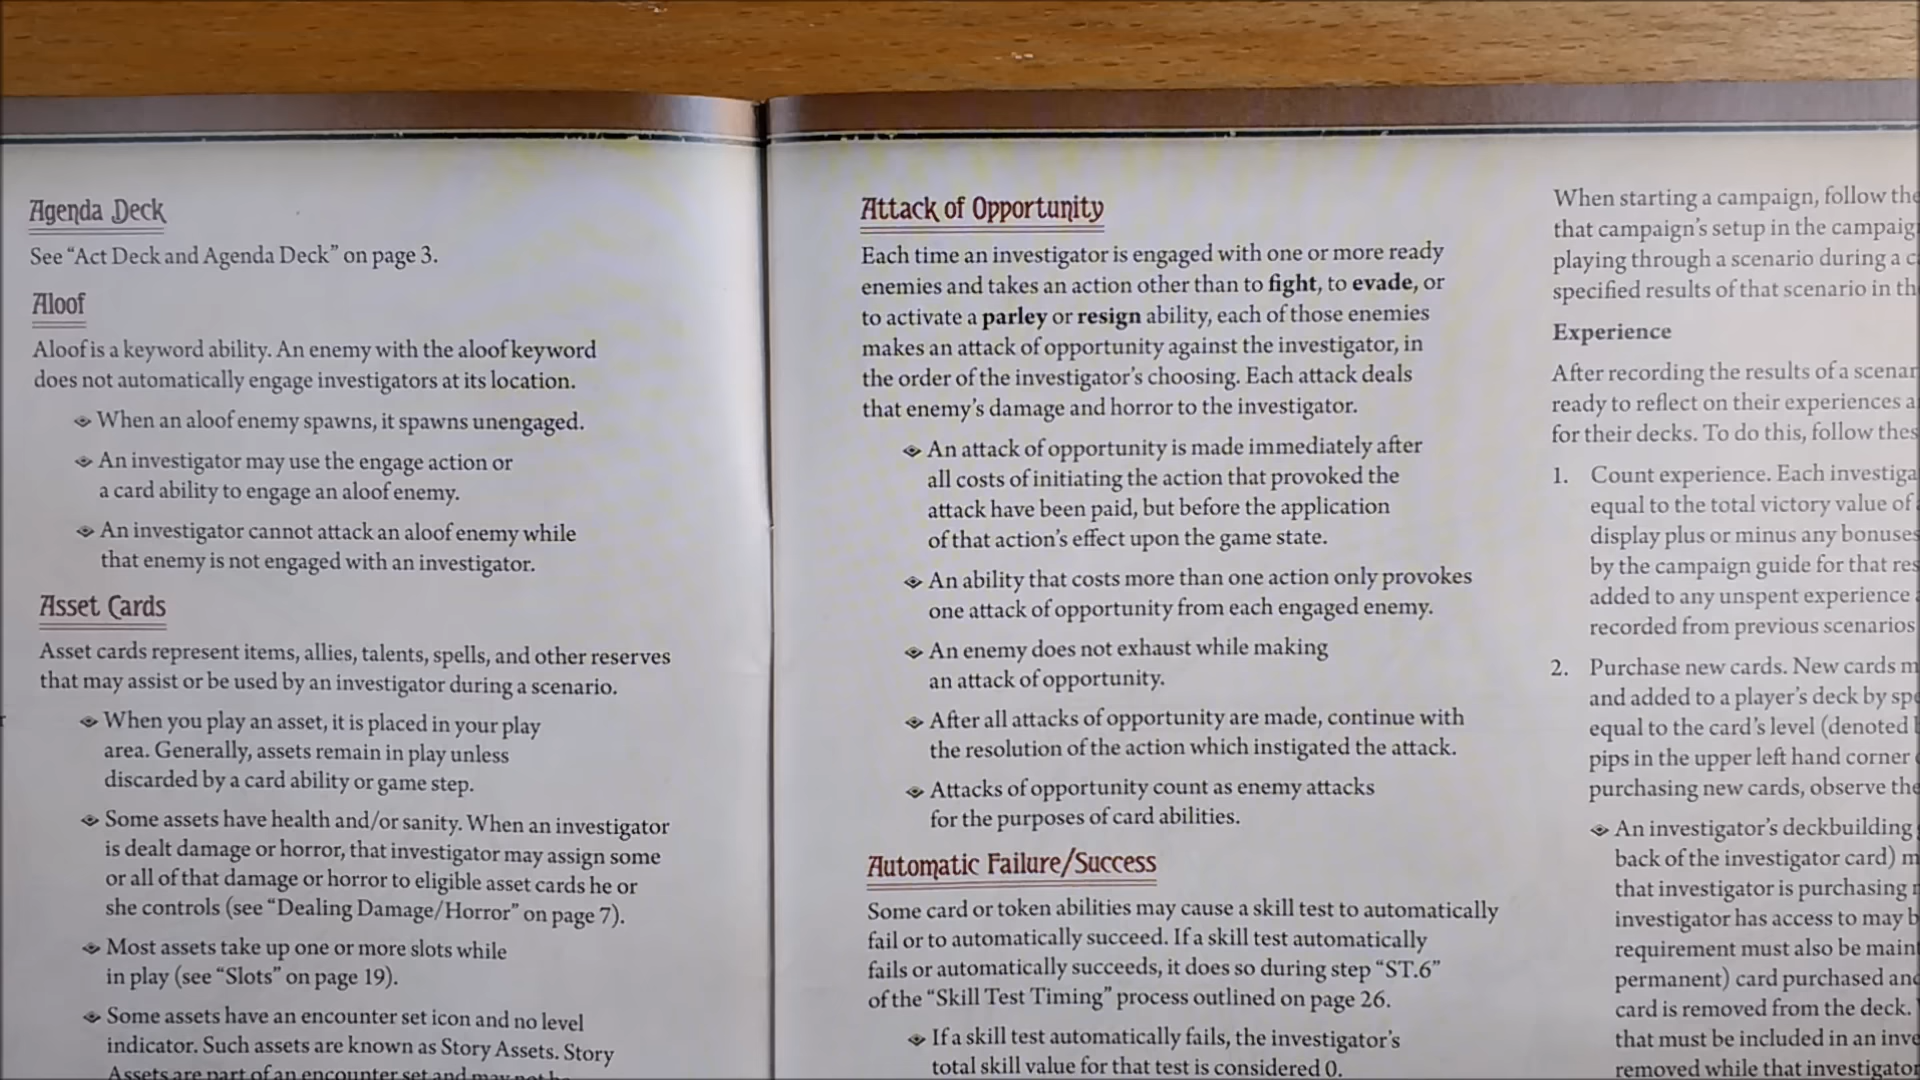 Agenda Deck
See “Act Deck and Agenda Deck” on page 3.
Aloof
Aloof is a keyword ability. An enemy with the aloof keyword
does not automatically engage investigators at its location.
When an aloof enemy spawns, it spawns unengaged.
An investigator may use the engage action or
a card ability to engage an aloof enemy.
An investigator cannot attack an aloof enemy while
that enemy is not engaged with an investigator.
Asset Cards
Asset cards represent items, allies, talents, spells, and other reserves
that may assist or be used by an investigator during a scenario.
When you play an asset, it is placed in your play
area. Generally, assets remain in play unless
discarded by a card ability or game step.
Some assets have health and/or sanity. When an investigator
is dealt damage or horror, that investigator may assign some
or all of that damage or horror to eligible asset cards he or
she controls (see “Dealing Damage/Horror” on page 7).
Most assets take up one or more slots while
in play (see “Slots” on page 19).
Some assets have an encounter set icon and no level
indicator. Such assets are known as Story Assets. Story
Assets are part of an encounter set and may not be
Attack of Opportunity
Each time an investigator is engaged with one or more ready
enemies and takes an action other than to fight, to evade, or
to activate a parley or resign ability, each of those enemies
makes an attack of opportunity against the investigator, in
the order of the investigator’s choosing. Each attack deals
that enemy’s damage and horror to the investigator.
An attack of opportunity is made immediately after
all costs of initiating the action that provoked the
attack have been paid, but before the application
of that action’s effect upon the game state.
An ability that costs more than one action only provokes
one attack of opportunity from each engaged enemy.
An enemy does not exhaust while making
an attack of opportunity.
After all attacks of opportunity are made, continue with
the resolution of the action which instigated the attack.
Attacks of opportunity count as enemy attacks
for the purposes of card abilities.
Automatic Failure/Success
Some card or token abilities may cause a skill test to automatically
fail or to automatically succeed. If a skill test automatically
fails or automatically succeeds, it does so during step “ST.6”
of the “Skill Test Timing” process outlined on page 26.
If a skill test automatically fails, the investigator’s
total skill value for that test is considered 0.
When starting a campaign, follow the
that campaign’s setup in the
playing through a scenario during a
specified results of that scenario in
Experience
After recording the results of a
ready to reflect on their experiences
for their decks. To do this, follow
1. Count experience. Each
equal to the total victory value of
display plus or minus any bonuses
by the campaign guide for that
added to any unspent experience
recorded from previous scenarios
2. Purchase new cards. New cards
and added to a player’s deck by
equal to the card’s level (denoted
pips in the upper left hand corner
purchasing new cards, observe the
An investigator’s deckbuilding
back of the investigator card)
that investigator is purchasing
investigator has access to may
requirement must also be
permanent) card purchased
card is removed from the deck.
that must be included in an
removed while that investigator